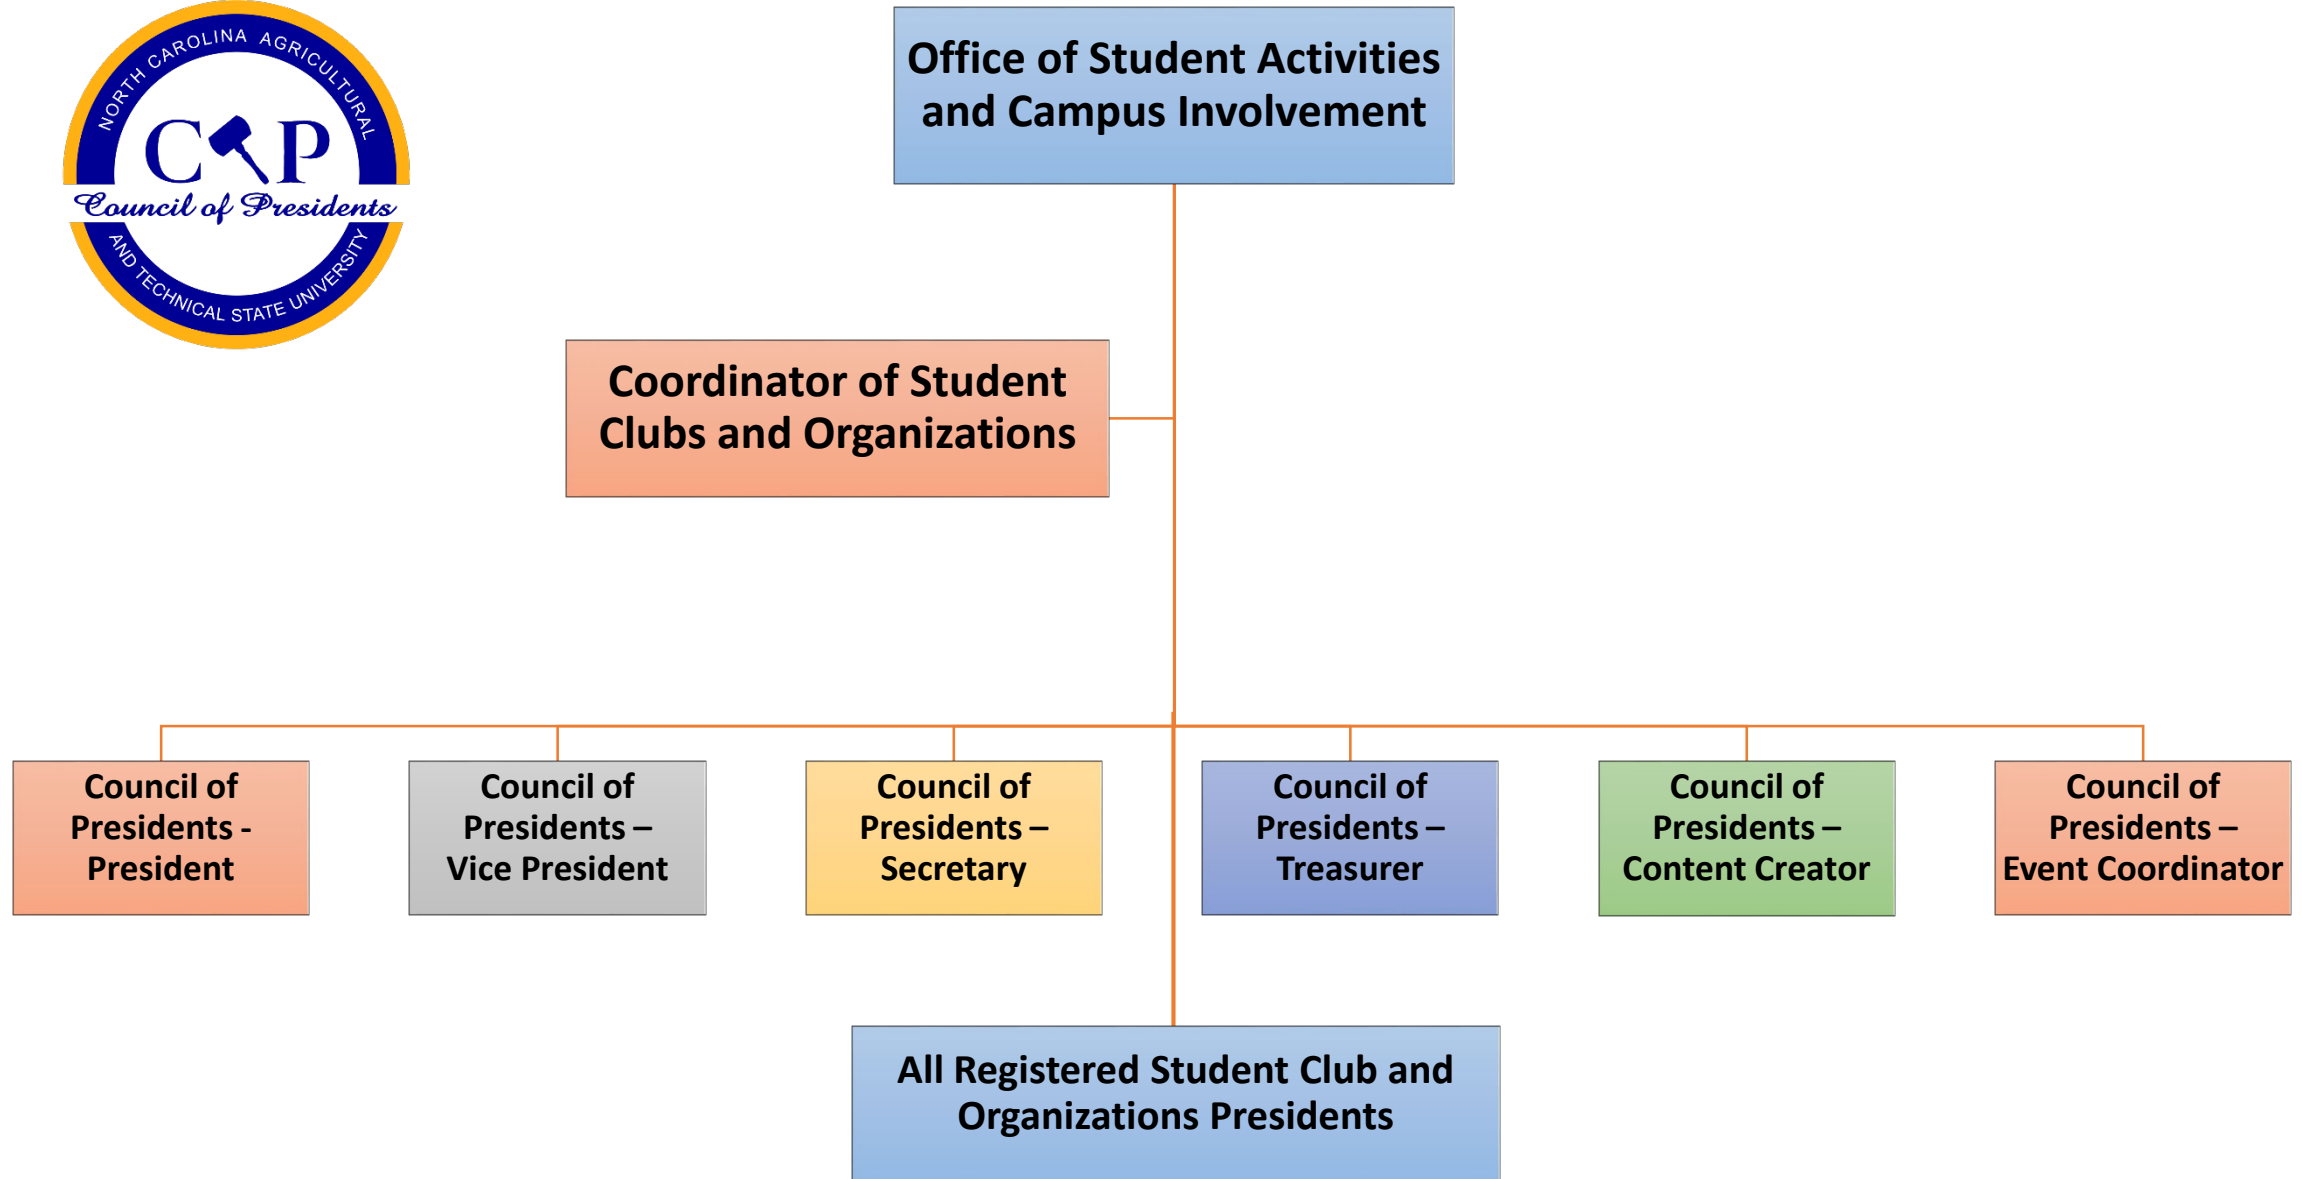 NORTH CAROLINA AGRICULTURAL
C P
Council of Presidents
AND TECHNICAL STATE UNIVERSITY
Office of Student Activities
and Campus Involvement
Coordinator of Student
Clubs and Organizations
Council of
Presidents -
President
Council of
Presidents –
Vice President
Council of
Presidents –
Secretary
Council of
Presidents –
Treasurer
Council of
Presidents –
Content Creator
Council of
Presidents –
Event Coordinator
All Registered Student Club and
Organizations Presidents